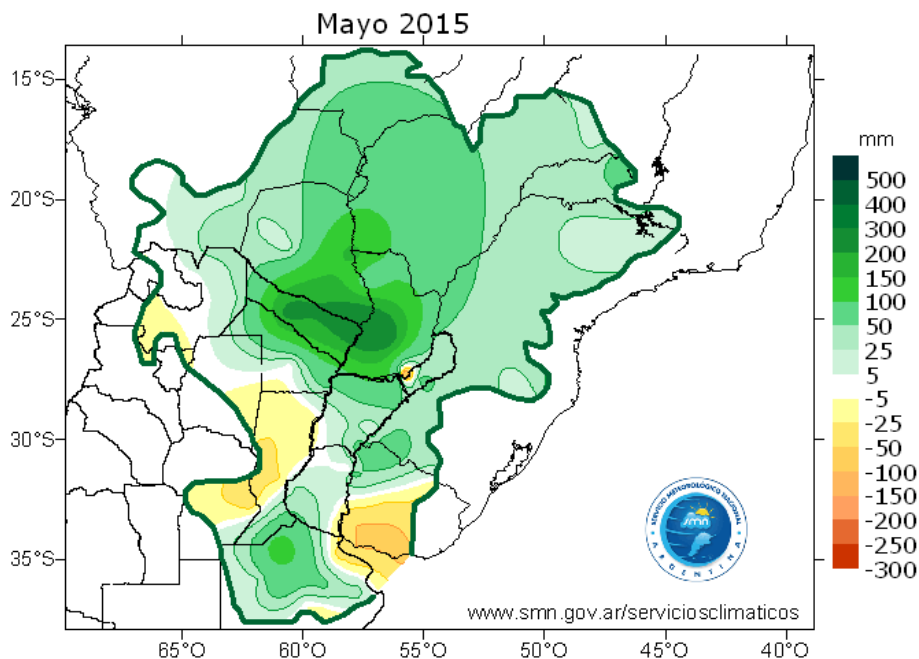 Mayo 2015
15°S
20°S
25°S
30°S
35°S
65°O
60°O
55°O
50°O
45°O
40°O
mm
500
400
300
200
150
100
50
25
5
-5
-25
-50
-100
-150
-200
-250
-300
SERVICIO METEOROLÓGICO NACIONAL
smn
ARGENTINA
www.smn.gov.ar/serviciosclimaticos